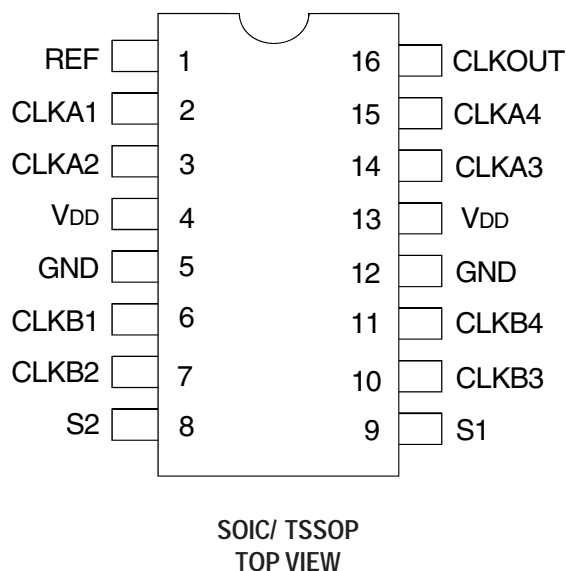 REF 1 16 CLKOUT
CLKA1 2 15 CLKA4
CLKA2 3 14 CLKA3
VDD 4 13 VDD
GND 5 12 GND
CLKB1 6 11 CLKB4
CLKB2 7 10 CLKB3
S2 8 9 S1
SOIC/ TSSOP
TOP VIEW